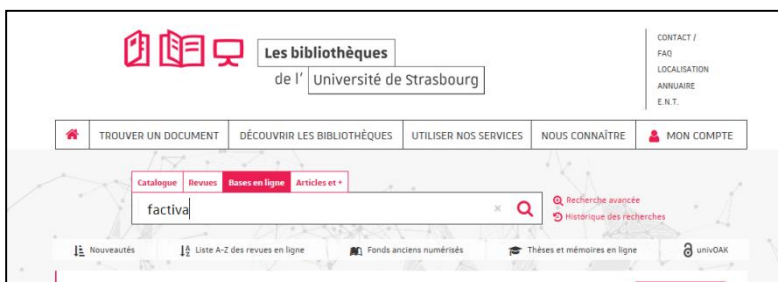 Les bibliothèques
de l' Université de Strasbourg
CONTACT /
FAQ
LOCALISATION
ANNUAIRE
E.N.T.
TROUVER UN DOCUMENT DÉCOUVRIR LES BIBLIOTHÈQUES UTILISER NOS SERVICES NOUS CONNAÎTRE MON COMPTE
Catalogue Revues Bases en ligne Articles et +
factiva ×
Recherche avancée
Historique des recherches
Nouveautés Liste A-Z des revues en ligne Fonds anciens numérisés Thèses et mémoires en ligne univOAK